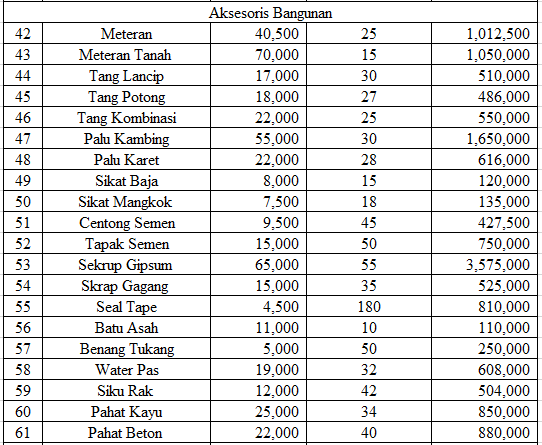 Aksesoris Bangunan
42 Meteran 40,500 25 1,012,500
43 Meteran Tanah 70,000 15 1,050,000
44 Tang Lancip 17,000 30 510,000
45 Tang Potong 18,000 27 486,000
46 Tang Kombinasi 22,000 25 550,000
47 Palu Kambing 55,000 30 1,650,000
48 Palu Karet 22,000 28 616,000
49 Sikat Baja 8,000 15 120,000
50 Sikat Mangkok 7,500 18 135,000
51 Centong Semen 9,500 45 427,500
52 Tapak Semen 15,000 50 750,000
53 Sekrup Gipsum 65,000 55 3,575,000
54 Skrap Gagang 15,000 35 525,000
55 Seal Tape 4,500 180 810,000
56 Batu Asah 11,000 10 110,000
57 Benang Tukang 5,000 50 250,000
58 Water Pas 19,000 32 608,000
59 Siku Rak 12,000 42 504,000
60 Pahat Kayu 25,000 34 850,000
61 Pahat Beton 22,000 40 880,000